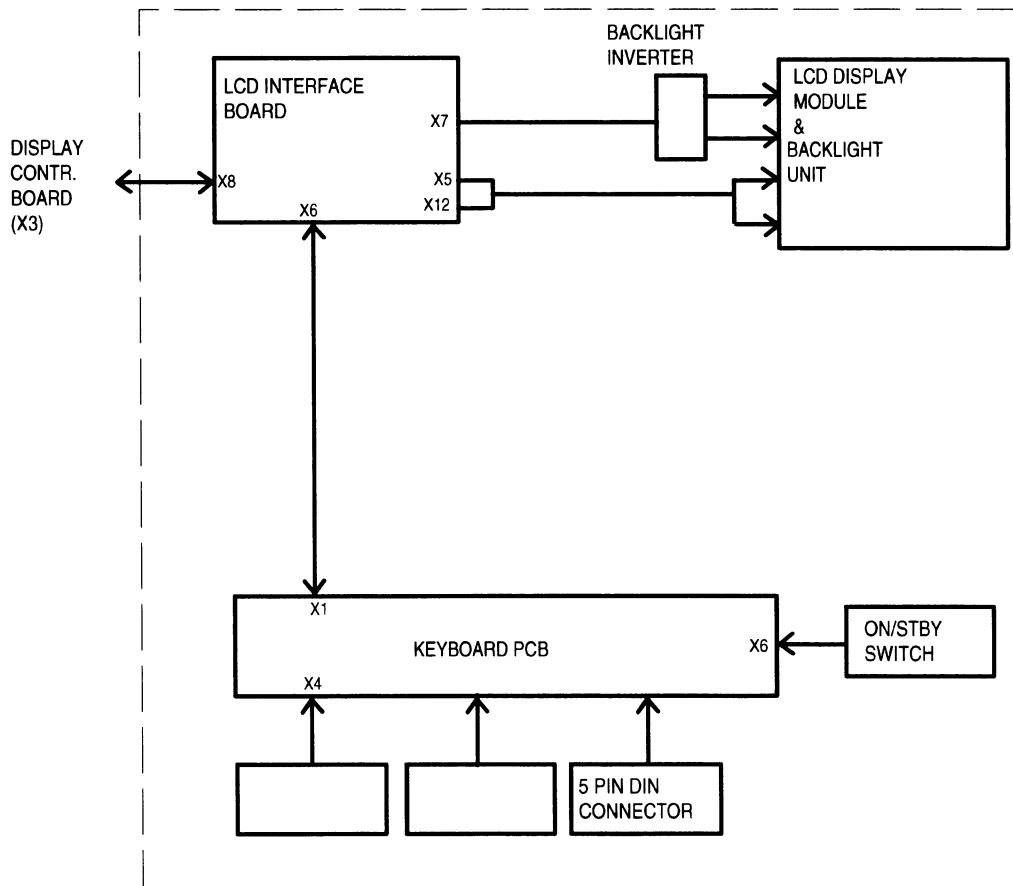 BACKLIGHT
INVERTER
LCD INTERFACE
BOARD
LCD DISPLAY
MODULE
&
BACKLIGHT
UNIT
X7
DISPLAY
CONTR.
BOARD
(X3)
X8
X5
X12
X6
X1
KEYBOARD PCB
X6
ON/STBY
SWITCH
X4
5 PIN DIN
CONNECTOR